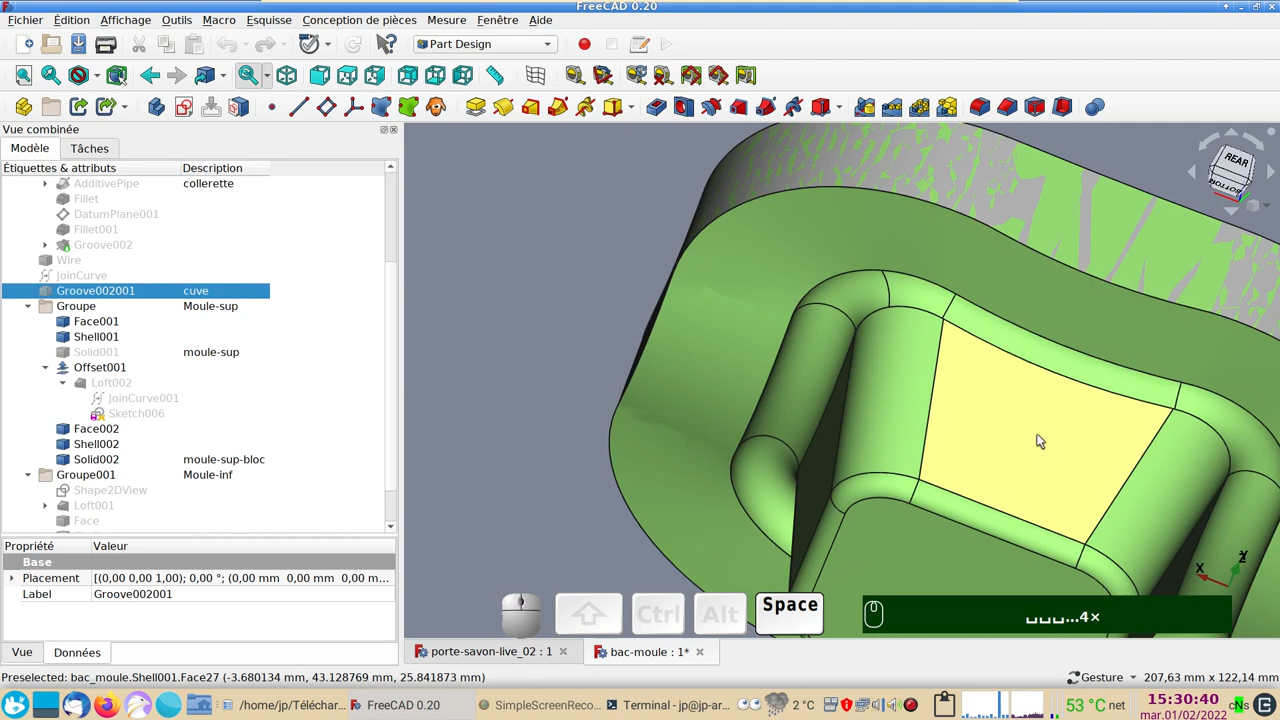 FreeCAD 0.20
Fichier Édition Affichage Outils Macro Esquisse Conception de pièces Mesure Fenêtre Aide
Part Design
Vue combinée
Modèle Tâches
Étiquettes & attributs Description
AdditivePipe collerette
Fillet
DatumPlane001
Fillet001
Groove002
Wire
JoinCurve
Groove002001 cuve
Groupe Moule-sup
Face001
Shell001
Solid001 moule-sup
Offset001
Loft002
JoinCurve001
Sketch006
Face002
Shell002
Solid002 moule-sup-bloc
Groupe001 Moule-inf
Shape2DView
Loft001
Face
Propriété Valeur
Base
Placement [(0,00 0,00 1,00); 0,00 °; (0,00 mm 0,00 mm 0,00 m...
Label Groove002001
Vue Données
REAR
BOTTOM
X Y Z
Ctrl Alt Space
␣␣␣...4×
porte-savon-live_02 : 1 bac-moule : 1*
Preselected: bac_moule.Shell001.Face27 (-3.680134 mm, 43.128769 mm, 25.841873 mm) Gesture 207,63 mm x 122,14 mm
/home/jp/Téléchar... FreeCAD 0.20 SimpleScreenReco... Terminal - jp@jp-ar... 2 °C 53 °C net 15:30:40 cNs
mar.01/02/2022